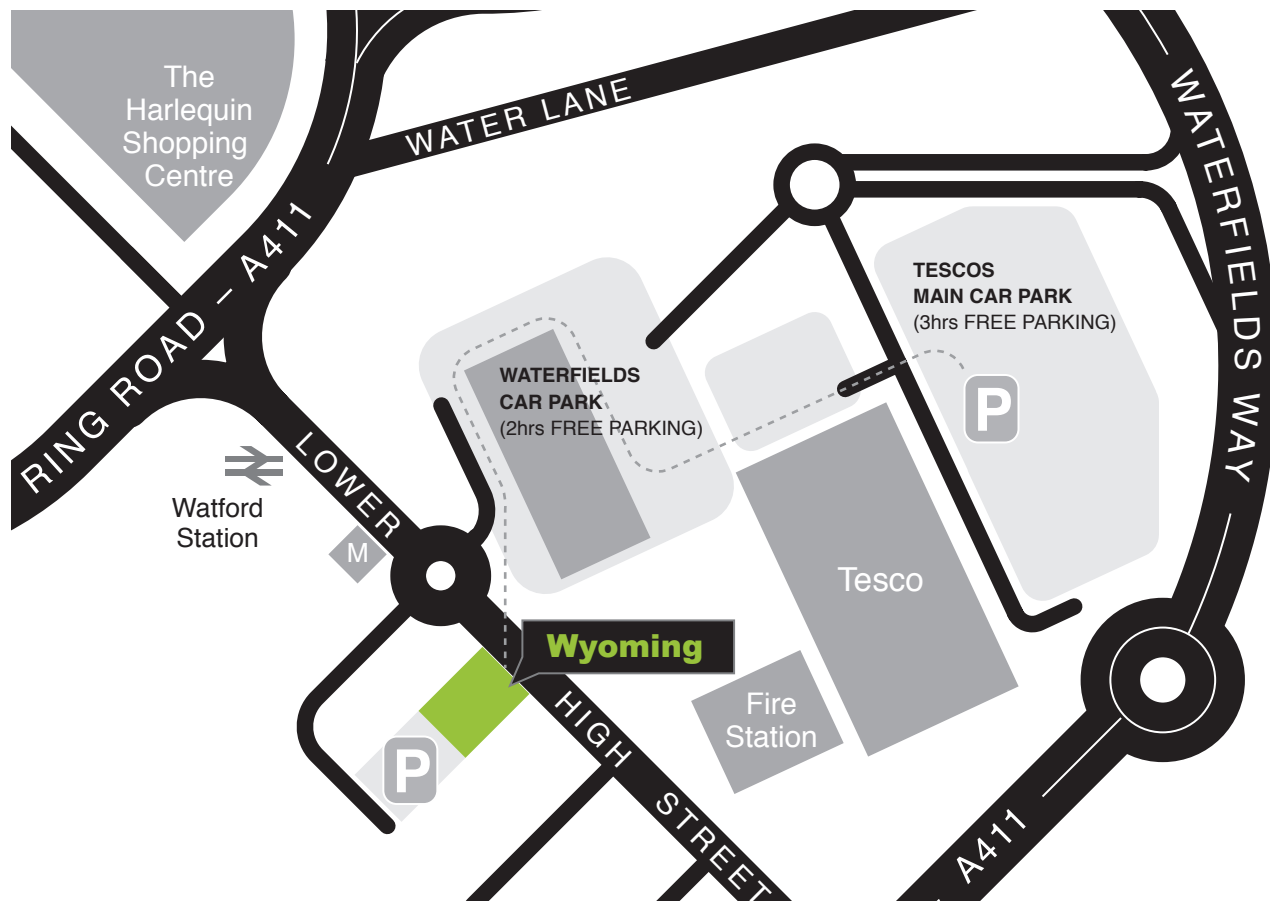 The
Harlequin
Shopping
Centre
WATER LANE
WATERFIELDS WAY
RING ROAD – A411
TESCOS
MAIN CAR PARK
(3hrs FREE PARKING)
P
WATERFIELDS
CAR PARK
(2hrs FREE PARKING)
Watford
Station
M
LOWER HIGH STREET
Tesco
Wyoming
Fire
Station
P
A411